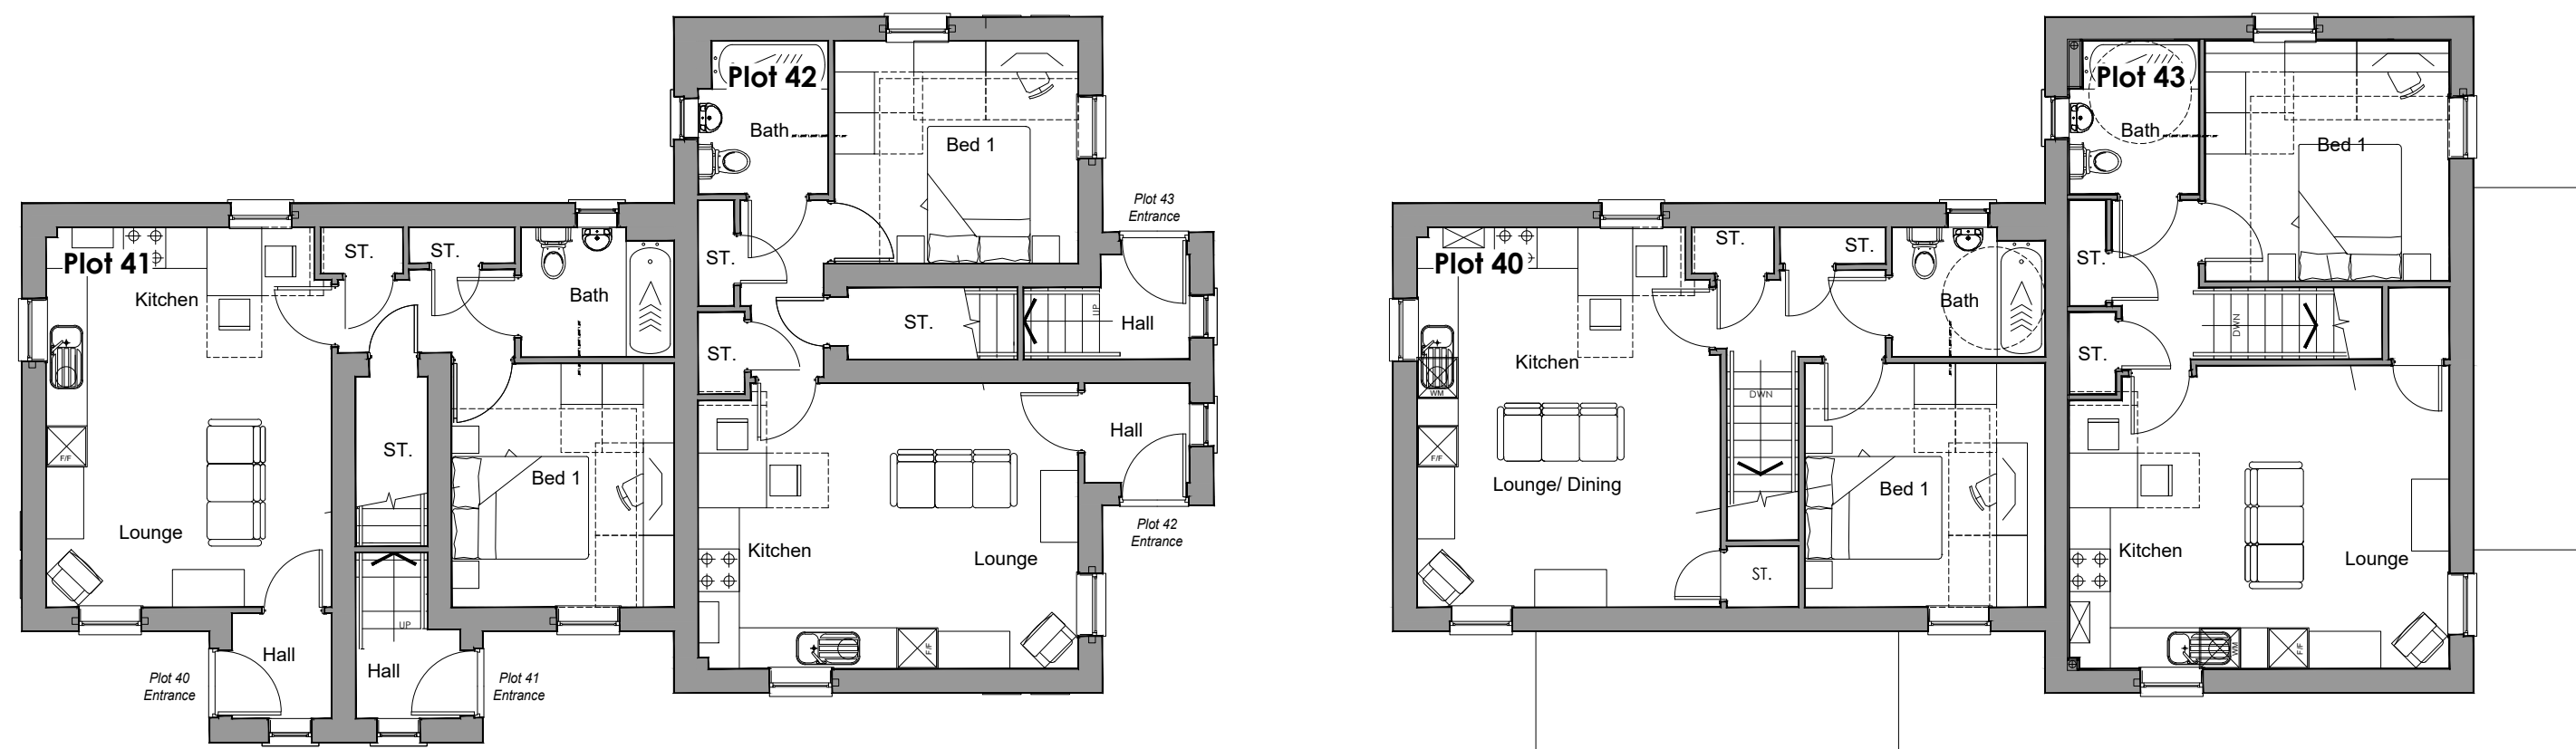 Plot 42
Bath
Bed 1
Plot 43
Entrance
ST.
ST.
ST.
Plot 41
Kitchen
Bath
ST.
UP
Hall
ST.
ST.
Hall
Bed 1
F/F
Lounge
Kitchen
Lounge
Plot 42
Entrance
UP
Hall
Hall
F/F
Plot 40
Entrance
Plot 41
Entrance
Plot 43
Bath
Bed 1
ST.
ST.
ST.
Plot 40
Bath
DWN
Kitchen
ST.
WM
DWN
F/F
Lounge/ Dining
Bed 1
Kitchen
Lounge
ST.
WM
F/F